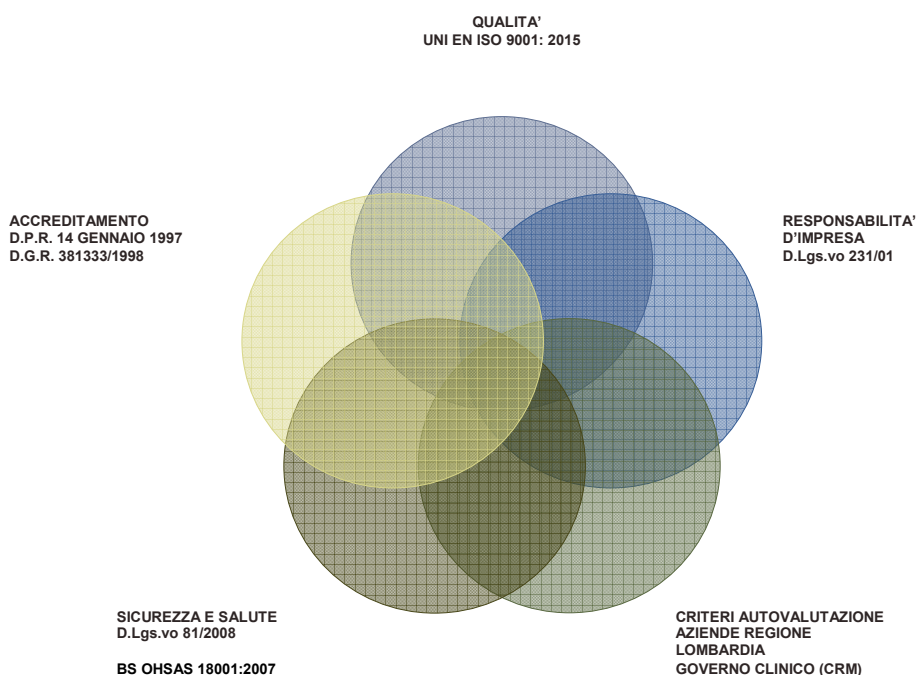 QUALITA'
UNI EN ISO 9001: 2015
ACCREDITAMENTO
D.P.R. 14 GENNAIO 1997
D.G.R. 381333/1998
RESPONSABILITA'
D'IMPRESA
D.Lgs.vo 231/01
SICUREZZA E SALUTE
D.Lgs.vo 81/2008
BS OHSAS 18001:2007
CRITERI AUTOVALUTAZIONE
AZIENDE REGIONE
LOMBARDIA
GOVERNO CLINICO (CRM)